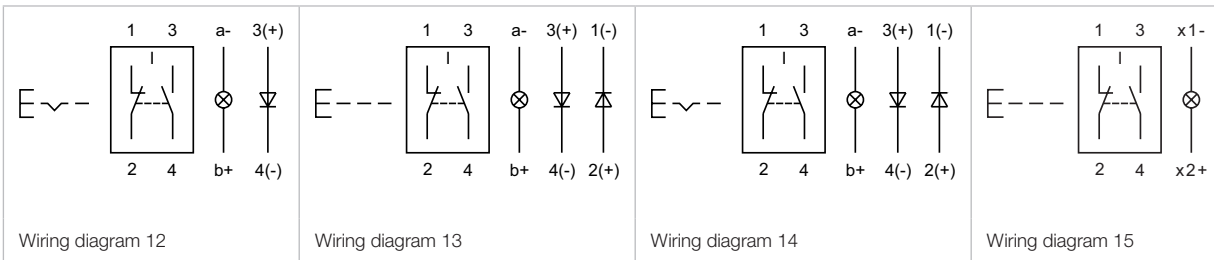 1 3 a- 3(+)
2 4 b+ 4(-)
Wiring diagram 12
1 3 a- 3(+) 1(-)
2 4 b+ 4(-) 2(+)
Wiring diagram 13
1 3 a- 3(+) 1(-)
2 4 b+ 4(-) 2(+)
Wiring diagram 14
1 3 x1-
2 4 x2+
Wiring diagram 15